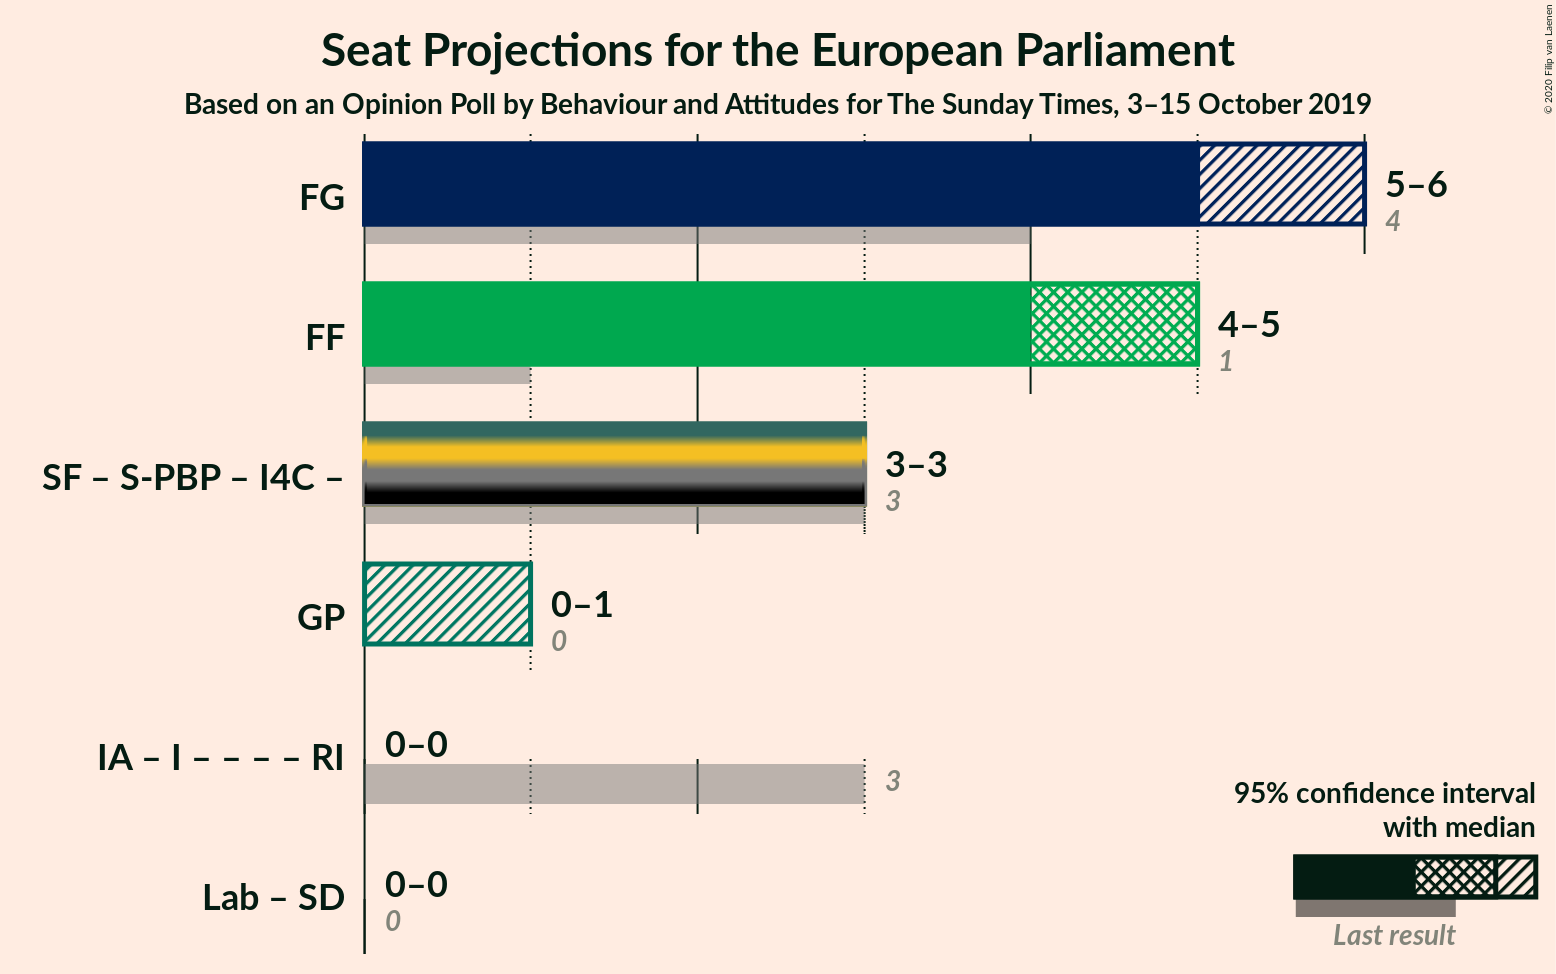 Seat Projections for the European Parliament
Based on an Opinion Poll by Behaviour and Attitudes for The Sunday Times, 3–15 October 2019
© 2020 Filip van Laenen
FG
5–6
4
FF
4–5
1
SF – S-PBP – I4C –
3–3
3
GP
0–1
0
IA – I – – – – RI
0–0
3
Lab – SD
0–0
0
95% confidence interval
with median
Last result